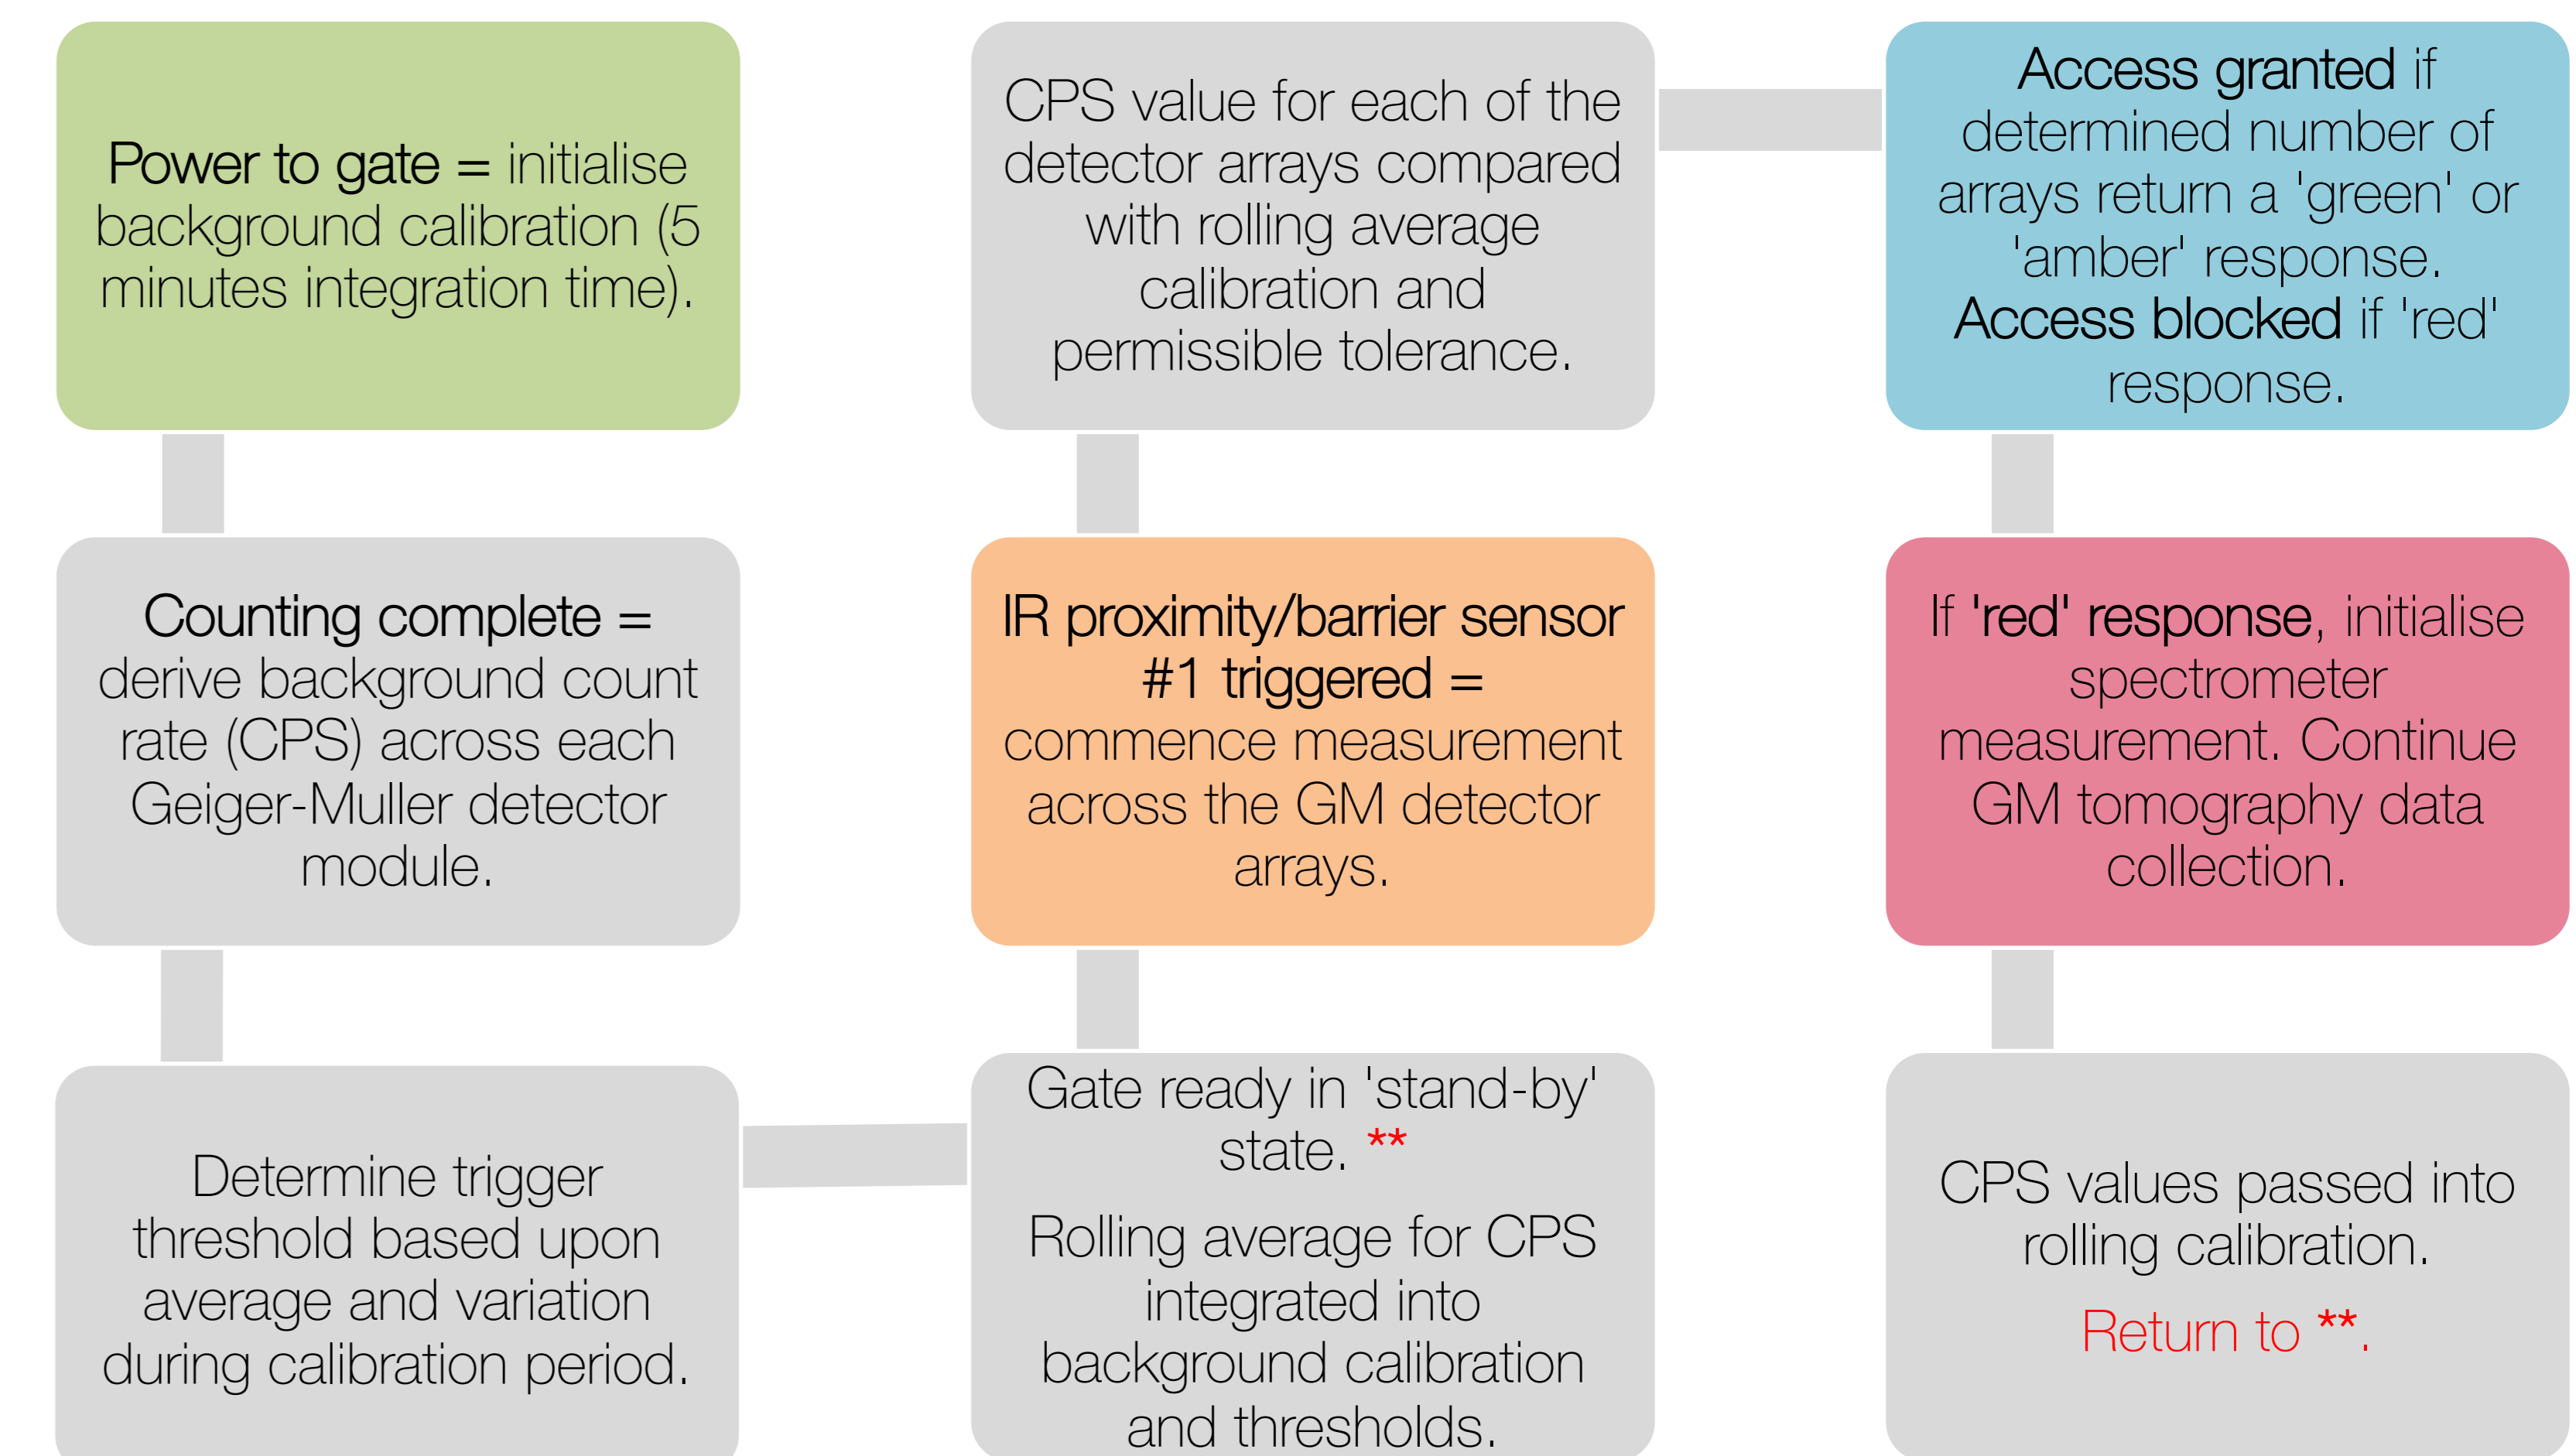 Power to gate = initialise
background calibration (5
minutes integration time).
Counting complete =
derive background count
rate (CPS) across each
Geiger-Muller detector
module.
Determine trigger
threshold based upon
average and variation
during calibration period.
Gate ready in 'stand-by'
state. **
Rolling average for CPS
integrated into
background calibration
and thresholds.
IR proximity/barrier sensor
#1 triggered =
commence measurement
across the GM detector
arrays.
CPS value for each of the
detector arrays compared
with rolling average
calibration and
permissible tolerance.
Access granted if
determined number of
arrays return a 'green' or
'amber' response.
Access blocked if 'red'
response.
If 'red' response, initialise
spectrometer
measurement. Continue
GM tomography data
collection.
CPS values passed into
rolling calibration.
Return to **.